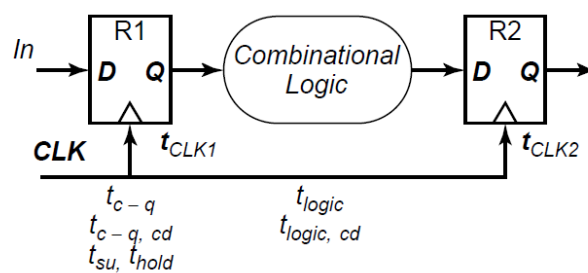 R1
R2
In
D Q
Combinational
Logic
D Q
CLK
t_CLK1
t_CLK2
t_c – q
t_c – q, cd
t_su, t_hold
t_logic
t_logic, cd